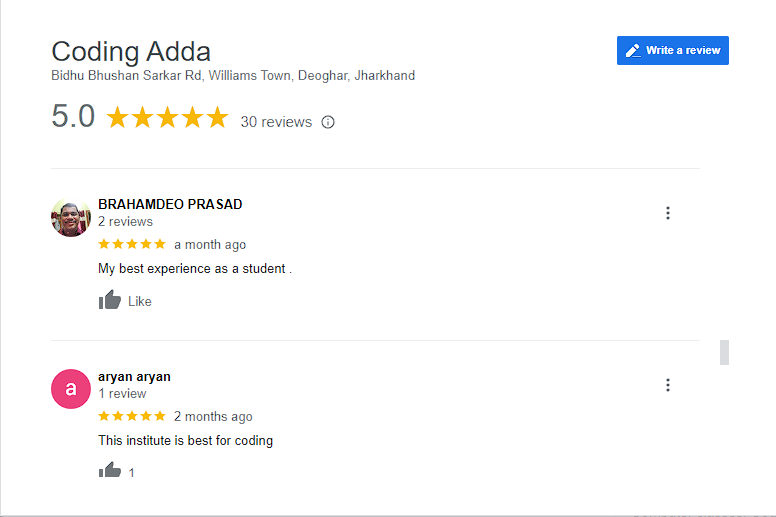 Coding Adda
Write a review
Bidhu Bhushan Sarkar Rd, Williams Town, Deoghar, Jharkhand
5.0 30 reviews
BRAHAMDEO PRASAD
2 reviews
a month ago
My best experience as a student .
Like
a
aryan aryan
1 review
2 months ago
This institute is best for coding
1